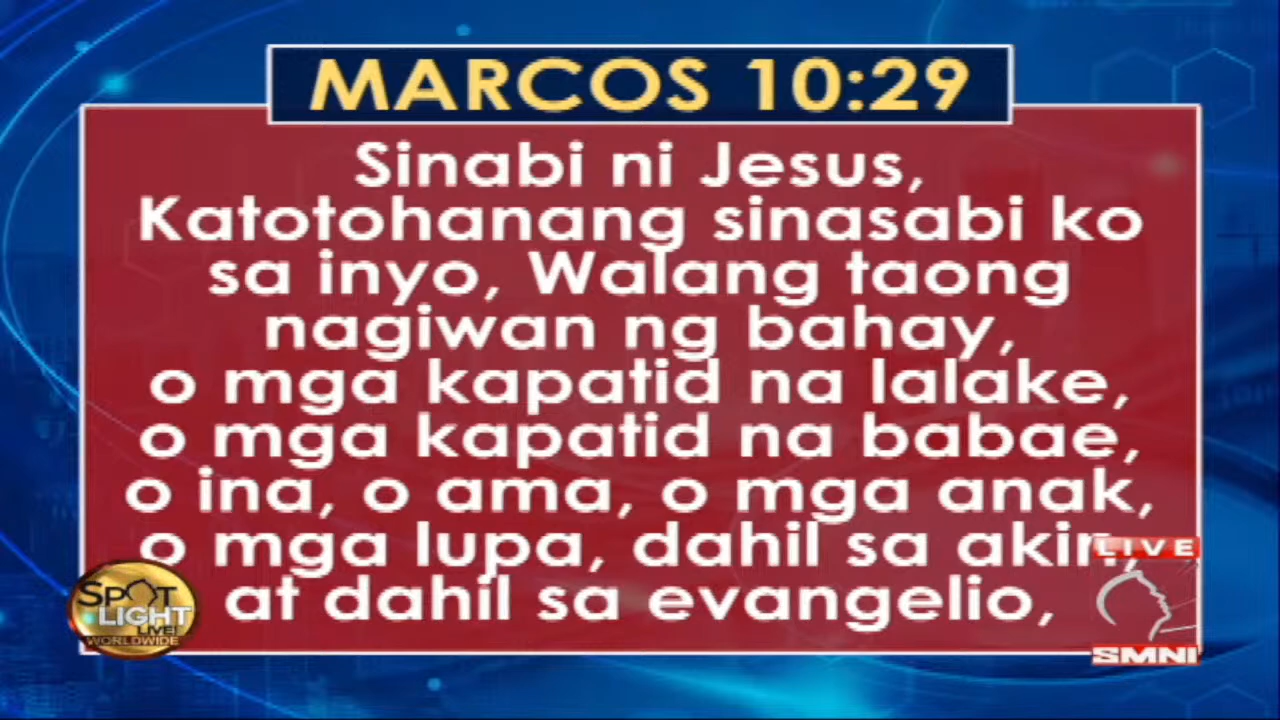 MARCOS 10:29
Sinabi ni Jesus,
Katotohanang sinasabi ko
sa inyo, Walang taong
nagiwan ng bahay,
o mga kapatid na lalake,
o mga kapatid na babae,
o ina, o ama, o mga anak,
o mga lupa, dahil sa akin,
at dahil sa evangelio,
LIVE
SMNI
SPOT
LIGHT
LIVE!
WORLDWIDE